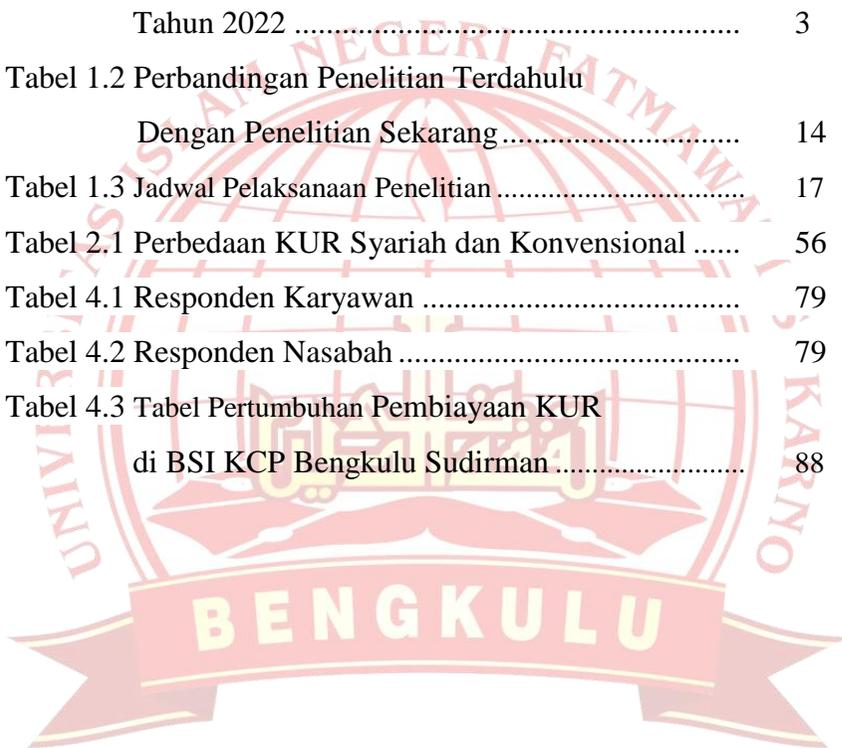 Tahun 2022 .................................................... 3
Tabel 1.2 Perbandingan Penelitian Terdahulu
Dengan Penelitian Sekarang ............................ 14
Tabel 1.3 Jadwal Pelaksanaan Penelitian ............................... 17
Tabel 2.1 Perbedaan KUR Syariah dan Konvensional ...... 56
Tabel 4.1 Responden Karyawan ..................................... 79
Tabel 4.2 Responden Nasabah ........................................ 79
Tabel 4.3 Tabel Pertumbuhan Pembiayaan KUR
di BSI KCP Bengkulu Sudirman ....................... 88
BENGKULU